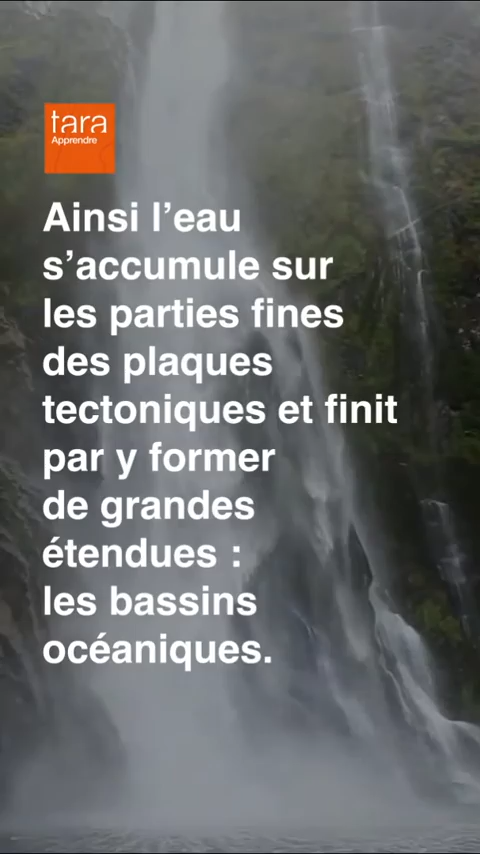 tara
Apprendre
Ainsi l’eau
s’accumule sur
les parties fines
des plaques
tectoniques et finit
par y former
de grandes
étendues :
les bassins
océaniques.